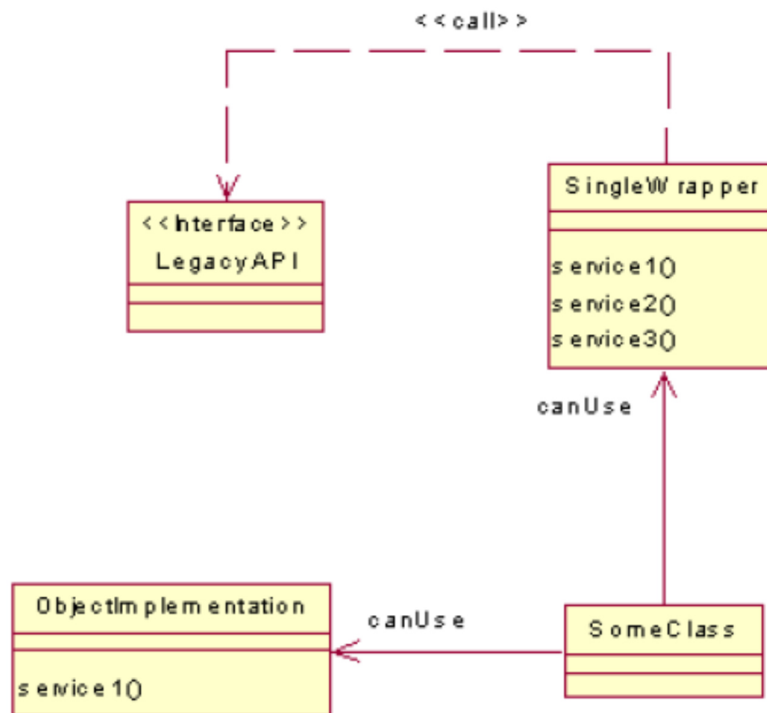 <<call>>
SingleWrapper
service1()
service2()
service3()
<<Interface>>
LegacyAPI
canUse
ObjectImplementation
service1()
canUse
SomeClass